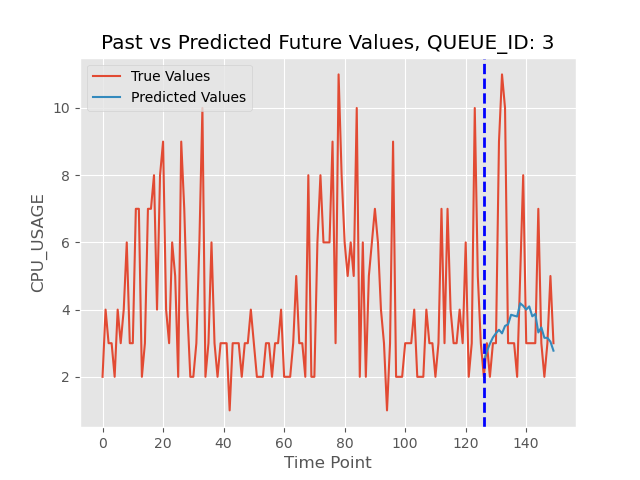 Past vs Predicted Future Values, QUEUE_ID: 3
True Values
Predicted Values
10
8
6
4
2
CPU_USAGE
0 20 40 60 80 100 120 140
Time Point